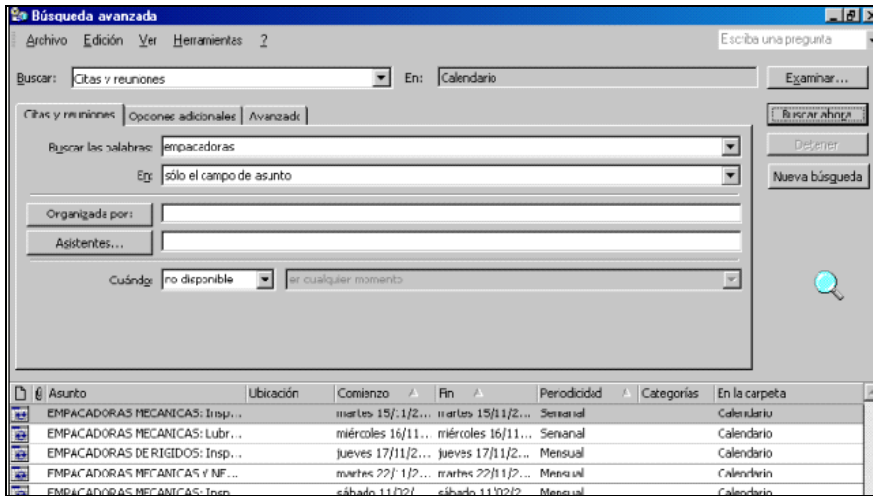 Búsqueda avanzada
Archivo Edición Ver Herramientas ? Escriba una pregunta
Buscar: Citas y reuniones En: Calendario Examinar...
Citas y reuniones Opciones adicionales Avanzado Buscar ahora
Buscar las palabras: empacadoras Detener
En: sólo el campo de asunto Nueva búsqueda
Organizada por:
Asistentes...
Cuándo: no disponible en cualquier momento
Asunto Ubicación Comienzo Fin Periodicidad Categorías En la carpeta
EMPACADORAS MECANICAS: Insp... martes 15/11/2... martes 15/11/2... Semanal Calendario
EMPACADORAS MECANICAS: Lubr... miércoles 16/11... miércoles 16/11... Semanal Calendario
EMPACADORAS DE RIGIDOS: Insp... jueves 17/11/2... jueves 17/11/2... Mensual Calendario
EMPACADORAS MECANICAS Y NE... martes 22/11/2... martes 22/11/2... Mensual Calendario
EMPACADORAS MECANICAS: Insp... sábado 11/02/... sábado 11/02/2... Mensual Calendario